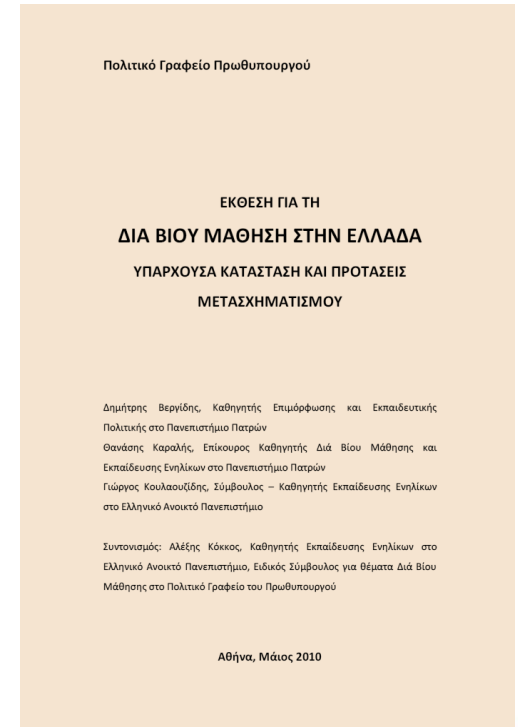 Πολιτικό Γραφείο Πρωθυπουργού
ΕΚΘΕΣΗ ΓΙΑ ΤΗ
ΔΙΑ ΒΙΟΥ ΜΑΘΗΣΗ ΣΤΗΝ ΕΛΛΑΔΑ
ΥΠΑΡΧΟΥΣΑ ΚΑΤΑΣΤΑΣΗ ΚΑΙ ΠΡΟΤΑΣΕΙΣ
ΜΕΤΑΣΧΗΜΑΤΙΣΜΟΥ
Δημήτρης Βεργίδης, Καθηγητής Επιμόρφωσης και Εκπαιδευτικής
Πολιτικής στο Πανεπιστήμιο Πατρών
Θανάσης Καραλής, Επίκουρος Καθηγητής Διά Βίου Μάθησης και
Εκπαίδευσης Ενηλίκων στο Πανεπιστήμιο Πατρών
Γιώργος Κουλαουζίδης, Σύμβουλος – Καθηγητής Εκπαίδευσης Ενηλίκων
στο Ελληνικό Ανοικτό Πανεπιστήμιο
Συντονισμός: Αλέξης Κόκκος, Καθηγητής Εκπαίδευσης Ενηλίκων στο
Ελληνικό Ανοικτό Πανεπιστήμιο, Ειδικός Σύμβουλος για θέματα Διά Βίου
Μάθησης στο Πολιτικό Γραφείο του Πρωθυπουργού
Αθήνα, Μάιος 2010